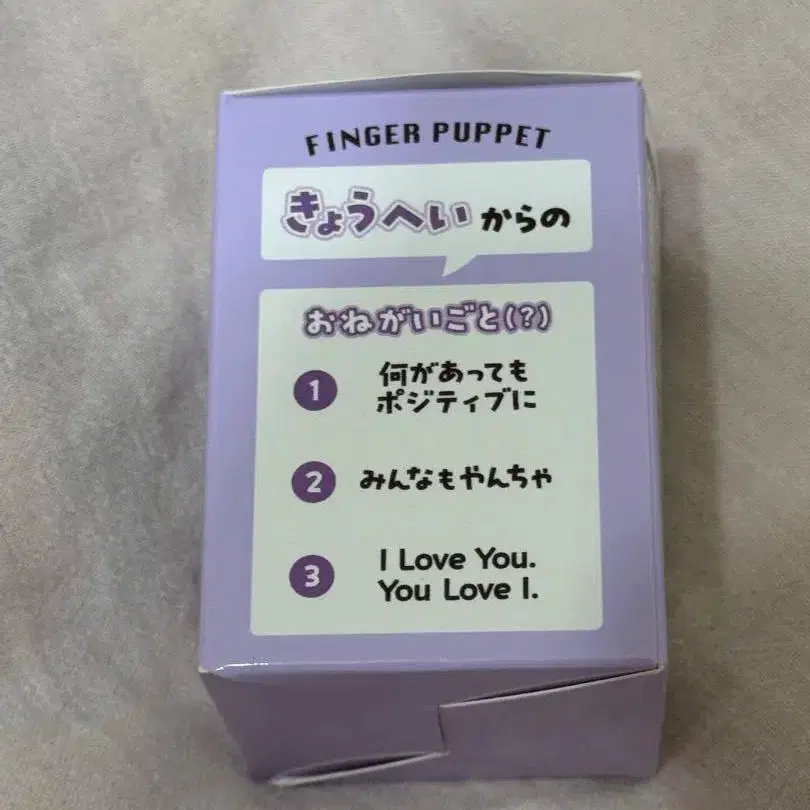 FINGER PUPPET
きょうへいからの
おねがいごと(?)
1 何があっても
ポジティブに
2 みんなもやんちゃ
3 I Love You.
You Love I.